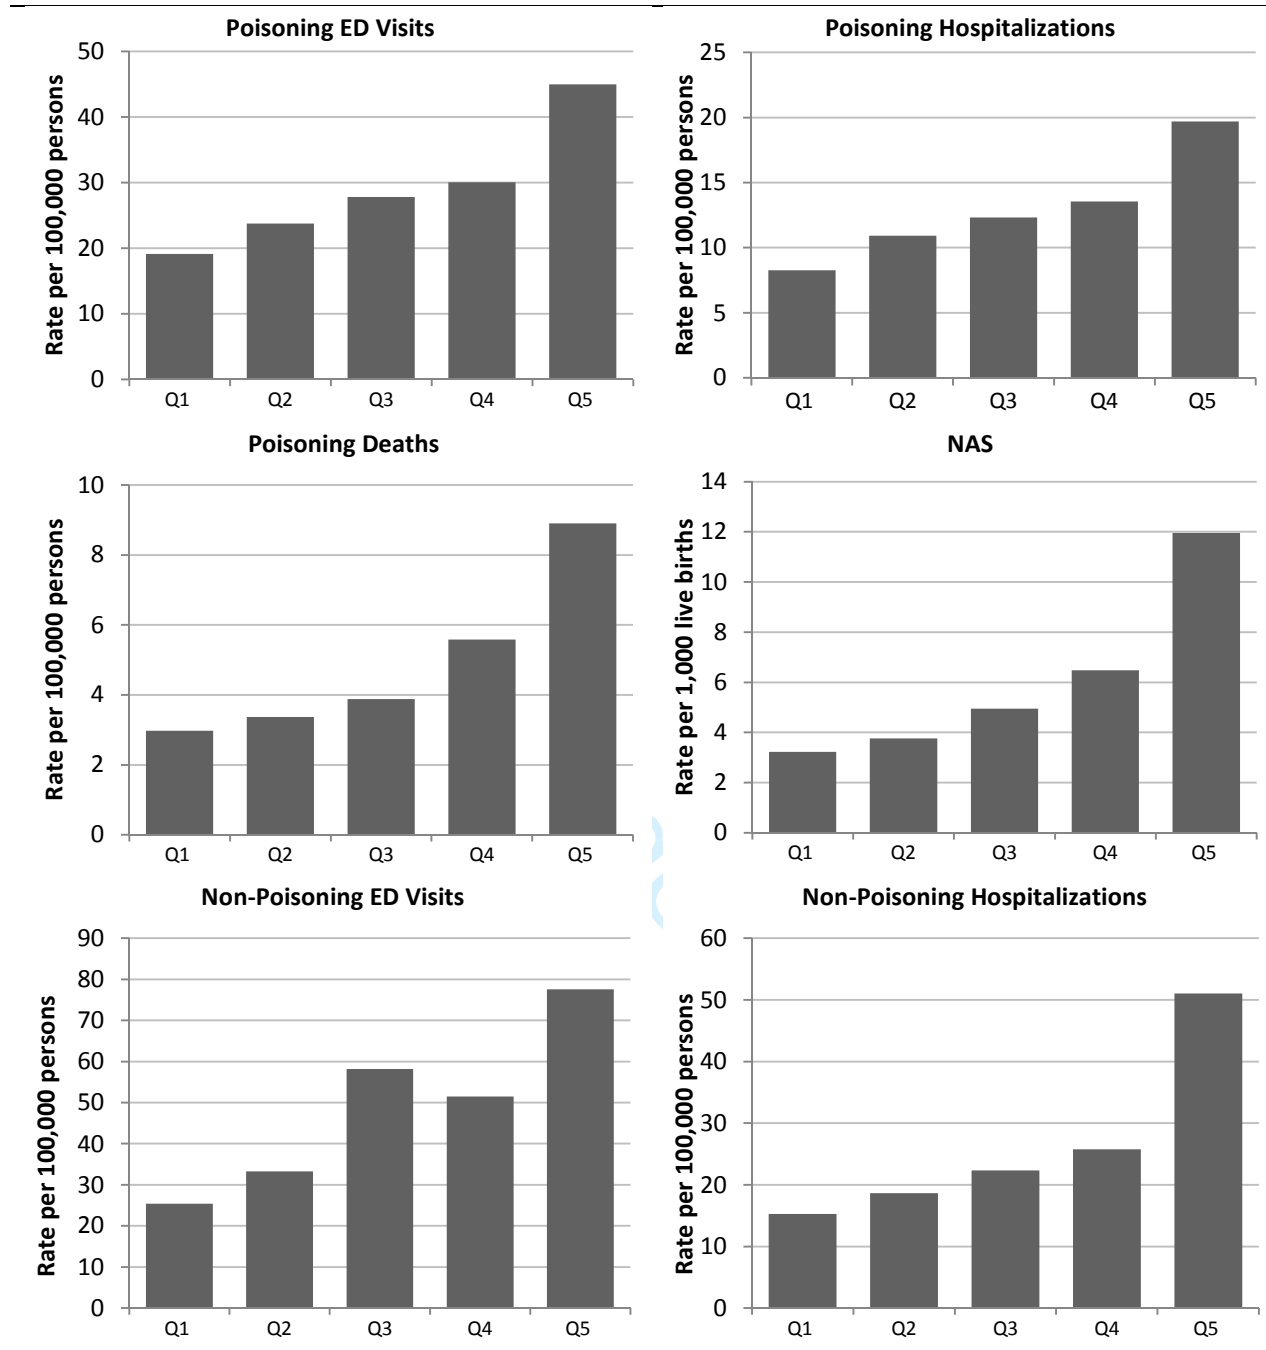 Poisoning ED Visits
Rate per 100,000 persons
50
40
30
20
10
0
Q1 Q2 Q3 Q4 Q5
Poisoning Hospitalizations
Rate per 100,000 persons
25
20
15
10
5
0
Q1 Q2 Q3 Q4 Q5
Poisoning Deaths
Rate per 100,000 persons
10
8
6
4
2
0
Q1 Q2 Q3 Q4 Q5
NAS
Rate per 1,000 live births
14
12
10
8
6
4
2
0
Q1 Q2 Q3 Q4 Q5
Non-Poisoning ED Visits
Rate per 100,000 persons
90
80
70
60
50
40
30
20
10
0
Q1 Q2 Q3 Q4 Q5
Non-Poisoning Hospitalizations
Rate per 100,000 persons
60
50
40
30
20
10
0
Q1 Q2 Q3 Q4 Q5